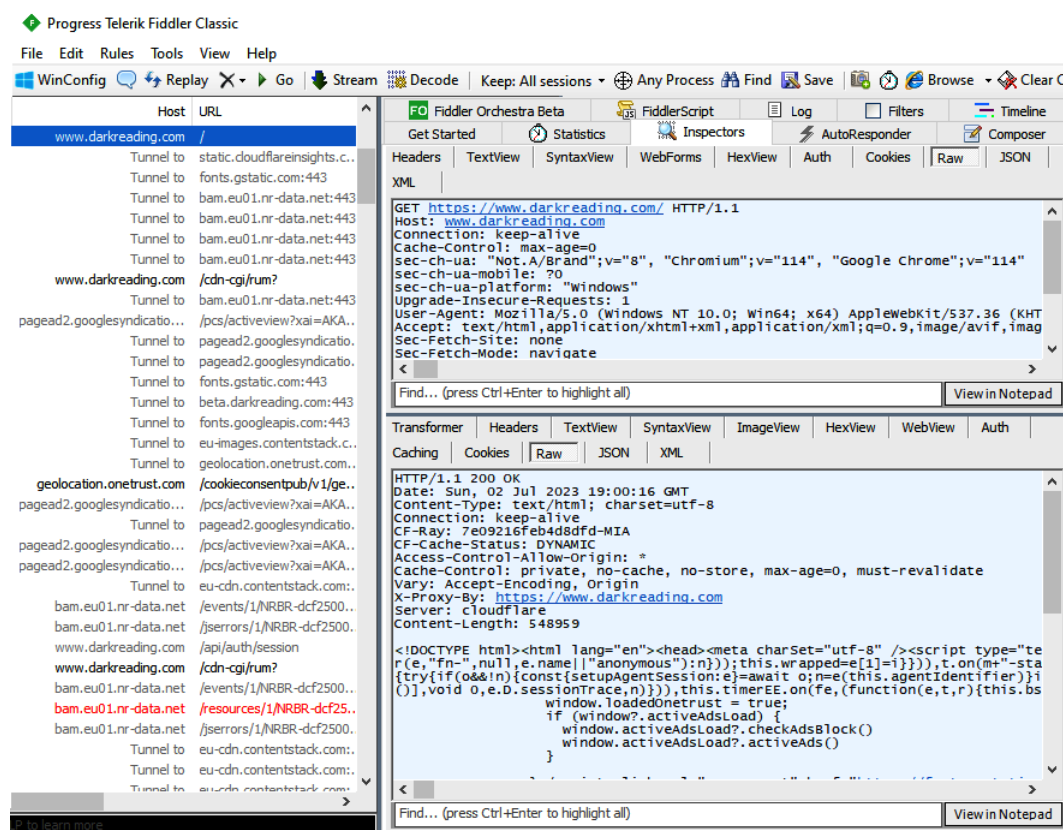 Progress Telerik Fiddler Classic
File Edit Rules Tools View Help
WinConfig Replay Go Stream Decode Keep: All sessions Any Process Find Save Browse Clear C
Host URL
www.darkreading.com /
Tunnel to static.cloudflareinsights.c..
Tunnel to fonts.gstatic.com:443
Tunnel to bam.eu01.nr-data.net:443
Tunnel to bam.eu01.nr-data.net:443
Tunnel to bam.eu01.nr-data.net:443
Tunnel to bam.eu01.nr-data.net:443
www.darkreading.com /cdn-cgi/rum?
Tunnel to bam.eu01.nr-data.net:443
pagead2.googlesyndicatio... /pcs/activeview?xai=AKA..
Tunnel to pagead2.googlesyndicatio.
Tunnel to pagead2.googlesyndicatio.
Tunnel to fonts.gstatic.com:443
Tunnel to beta.darkreading.com:443
Tunnel to fonts.googleapis.com:443
Tunnel to eu-images.contentstack.c..
Tunnel to geolocation.onetrust.com..
geolocation.onetrust.com /cookieconsentpub/v1/ge..
pagead2.googlesyndicatio... /pcs/activeview?xai=AKA..
Tunnel to pagead2.googlesyndicatio.
pagead2.googlesyndicatio... /pcs/activeview?xai=AKA..
pagead2.googlesyndicatio... /pcs/activeview?xai=AKA..
Tunnel to eu-cdn.contentstack.com:.
bam.eu01.nr-data.net /events/1/NRBR-dcf2500..
bam.eu01.nr-data.net /jserrors/1/NRBR-dcf2500.
www.darkreading.com /api/auth/session
www.darkreading.com /cdn-cgi/rum?
bam.eu01.nr-data.net /events/1/NRBR-dcf2500..
bam.eu01.nr-data.net /resources/1/NRBR-dcf25..
bam.eu01.nr-data.net /jserrors/1/NRBR-dcf2500.
Tunnel to eu-cdn.contentstack.com:.
Tunnel to eu-cdn.contentstack.com:.
Tunnel to eu-cdn.contentstack.com:
P to learn more
FO Fiddler Orchestra Beta FiddlerScript Log Filters Timeline
Get Started Statistics Inspectors AutoResponder Composer
Headers TextView SyntaxView WebForms HexView Auth Cookies Raw JSON
XML
GET https://www.darkreading.com/ HTTP/1.1
Host: www.darkreading.com
Connection: keep-alive
Cache-Control: max-age=0
sec-ch-ua: "Not.A/Brand";v="8", "Chromium";v="114", "Google Chrome";v="114"
sec-ch-ua-mobile: ?0
sec-ch-ua-platform: "Windows"
Upgrade-Insecure-Requests: 1
User-Agent: Mozilla/5.0 (Windows NT 10.0; Win64; x64) AppleWebKit/537.36 (KHT
Accept: text/html,application/xhtml+xml,application/xml;q=0.9,image/avif,imag
Sec-Fetch-Site: none
Sec-Fetch-Mode: navigate
Find... (press Ctrl+Enter to highlight all) View in Notepad
Transformer Headers TextView SyntaxView ImageView HexView WebView Auth
Caching Cookies Raw JSON XML
HTTP/1.1 200 OK
Date: Sun, 02 Jul 2023 19:00:16 GMT
Content-Type: text/html; charset=utf-8
Connection: keep-alive
CF-Ray: 7e09216feb4d8dfd-MIA
CF-Cache-Status: DYNAMIC
Access-Control-Allow-Origin: *
Cache-Control: private, no-cache, no-store, max-age=0, must-revalidate
Vary: Accept-Encoding, Origin
X-Proxy-By: https://www.darkreading.com
Server: cloudflare
Content-Length: 548959
<!DOCTYPE html><html lang="en"><head><meta charSet="utf-8" /><script type="te
r(e,"fn-",null,e.name||"anonymous"):n}));this.wrapped=e[1]=i}})),t.on(m+"-sta
{try{if(o&&!n){const{setupAgentSession:e}=await o;n=e(this.agentIdentifier)}i
()],void 0,e.D.sessionTrace,n)})),this.timerEE.on(fe,(function(e,t,r){this.bs
window.loadedOnetrust = true;
if (window?.activeAdsLoad) {
window.activeAdsLoad?.checkAdsBlock()
window.activeAdsLoad?.activeAds()
}
Find... (press Ctrl+Enter to highlight all) View in Notepad